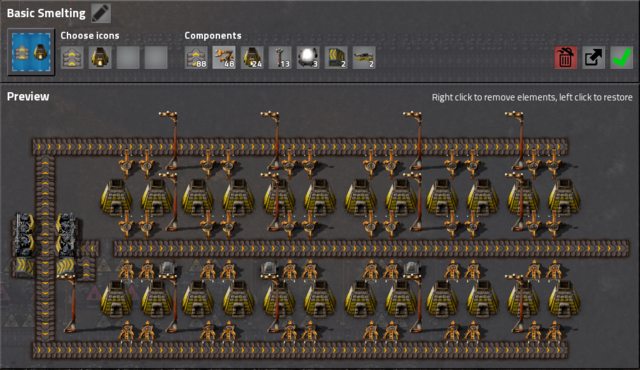 Basic Smelting
Choose icons
Components
88 48 24 13 3 2 2
Preview
Right click to remove elements, left click to restore